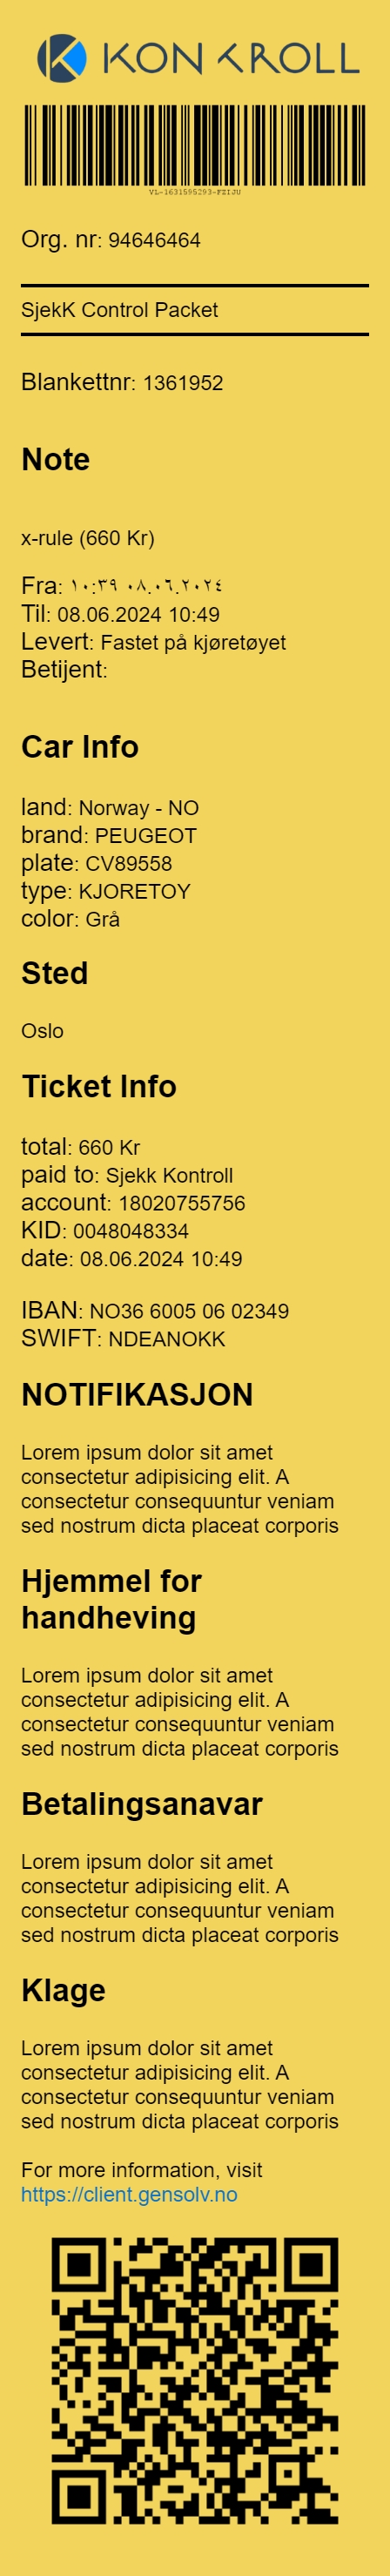 KON KROLL
VL-1631595293-FZIJU
Org. nr: 94646464
SjekK Control Packet
Blankettnr: 1361952
Note
x-rule (660 Kr)
Fra: ١٠:٣٩ ٠٨.٠٦.٢٠٢٤
Til: 08.06.2024 10:49
Levert: Fastet på kjøretøyet
Betijent:
Car Info
land: Norway - NO
brand: PEUGEOT
plate: CV89558
type: KJORETOY
color: Grå
Sted
Oslo
Ticket Info
total: 660 Kr
paid to: Sjekk Kontroll
account: 18020755756
KID: 0048048334
date: 08.06.2024 10:49
IBAN: NO36 6005 06 02349
SWIFT: NDEANOKK
NOTIFIKASJON
Lorem ipsum dolor sit amet
consectetur adipisicing elit. A
consectetur consequuntur veniam
sed nostrum dicta placeat corporis
Hjemmel for
handheving
Lorem ipsum dolor sit amet
consectetur adipisicing elit. A
consectetur consequuntur veniam
sed nostrum dicta placeat corporis
Betalingsanavar
Lorem ipsum dolor sit amet
consectetur adipisicing elit. A
consectetur consequuntur veniam
sed nostrum dicta placeat corporis
Klage
Lorem ipsum dolor sit amet
consectetur adipisicing elit. A
consectetur consequuntur veniam
sed nostrum dicta placeat corporis
For more information, visit
https://client.gensolv.no